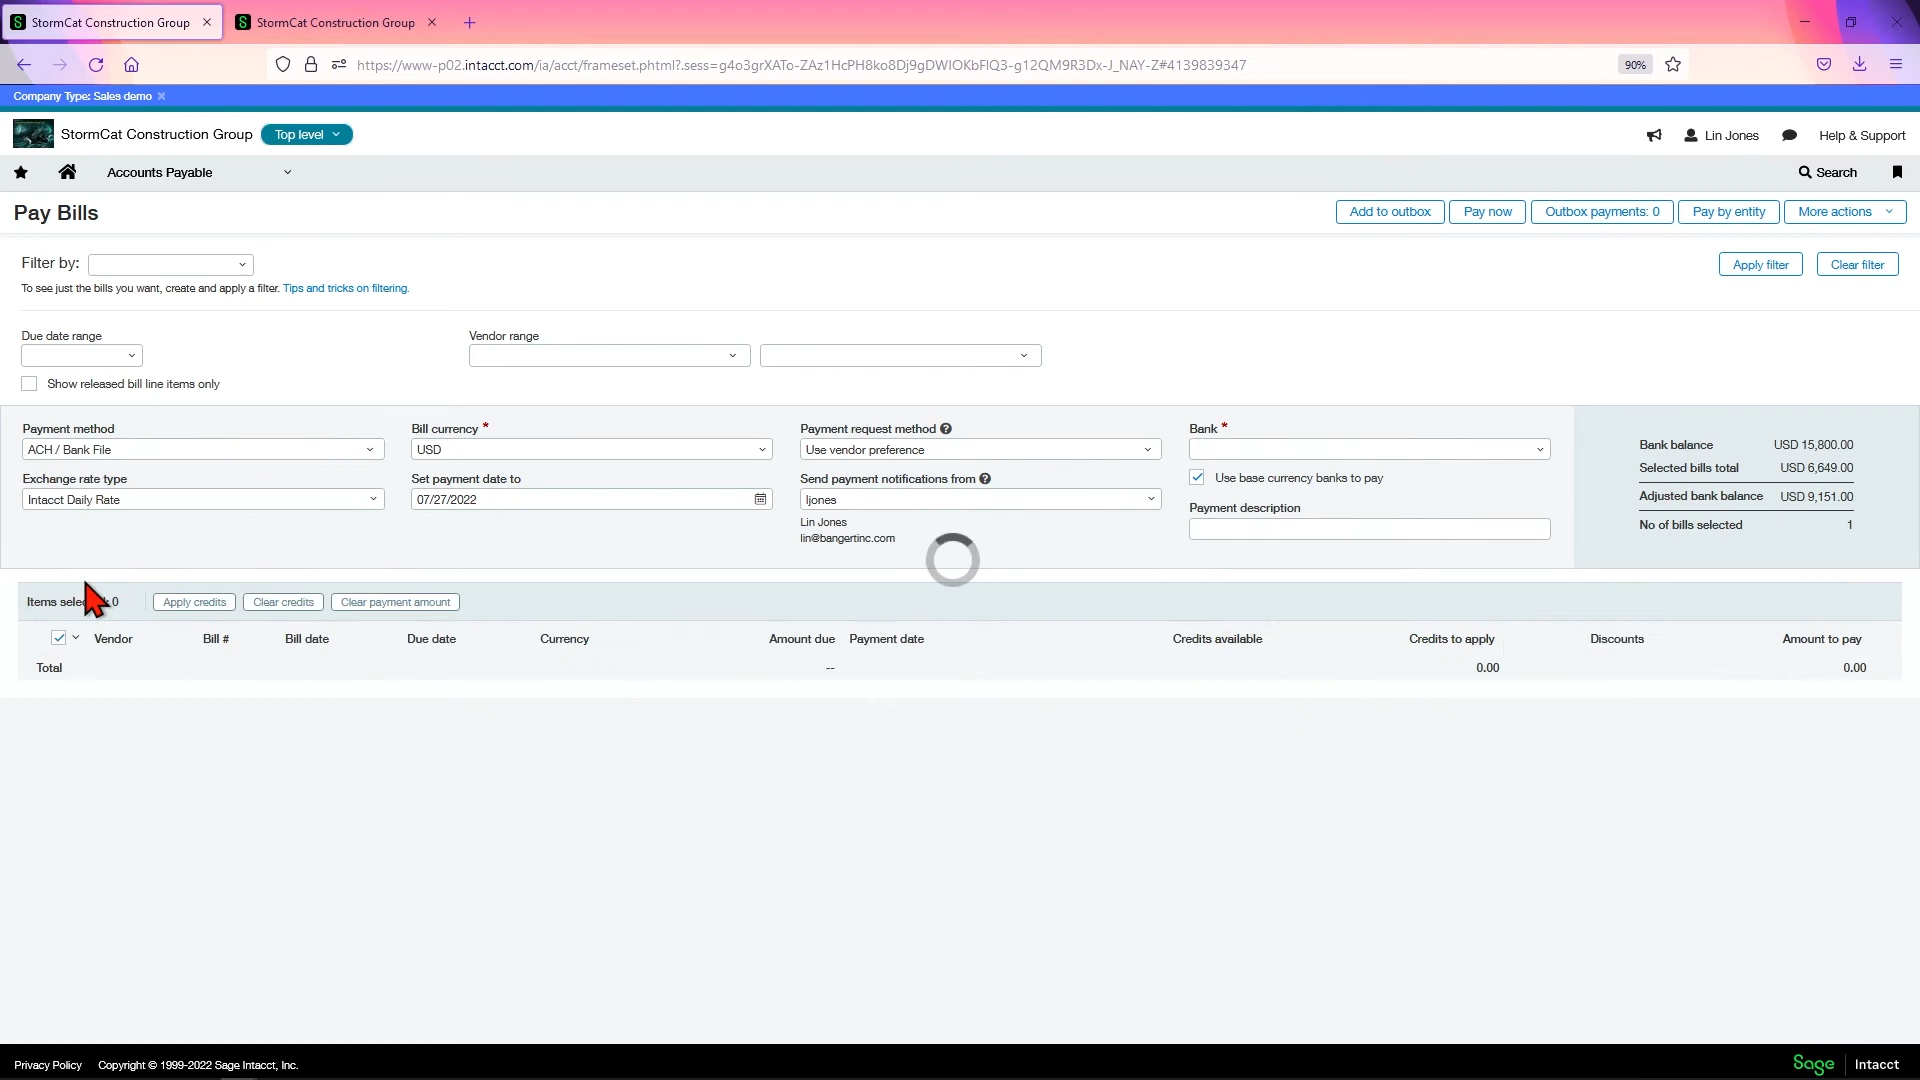 StormCat Construction Group
StormCat Construction Group
https://www-p02.intacct.com/ia/acct/frameset.phtml?.sess=g4o3grXATo-ZAz1HcPH8ko8Dj9gDWIOKbFlQ3-g12QM9R3Dx-J_NAY-Z#4139839347
90%
Company Type: Sales demo
StormCat Construction Group
Top level
Lin Jones
Help & Support
Accounts Payable
Search
Pay Bills
Add to outbox
Pay now
Outbox payments: 0
Pay by entity
More actions
Filter by:
Apply filter
Clear filter
To see just the bills you want, create and apply a filter. Tips and tricks on filtering.
Due date range
Vendor range
Show released bill line items only
Payment method
ACH / Bank File
Bill currency *
USD
Payment request method
Use vendor preference
Bank *
Use base currency banks to pay
Exchange rate type
Intacct Daily Rate
Set payment date to
07/27/2022
Send payment notifications from
ljones
Lin Jones
lin@bangertinc.com
Payment description
Bank balance USD 15,800.00
Selected bills total USD 6,649.00
Adjusted bank balance USD 9,151.00
No of bills selected 1
Items 0
Apply credits
Clear credits
Clear payment amount
Vendor Bill # Bill date Due date Currency Amount due Payment date Credits available Credits to apply Discounts Amount to pay
Total -- 0.00 0.00
Privacy Policy Copyright © 1999-2022 Sage Intacct, Inc.
Sage Intacct